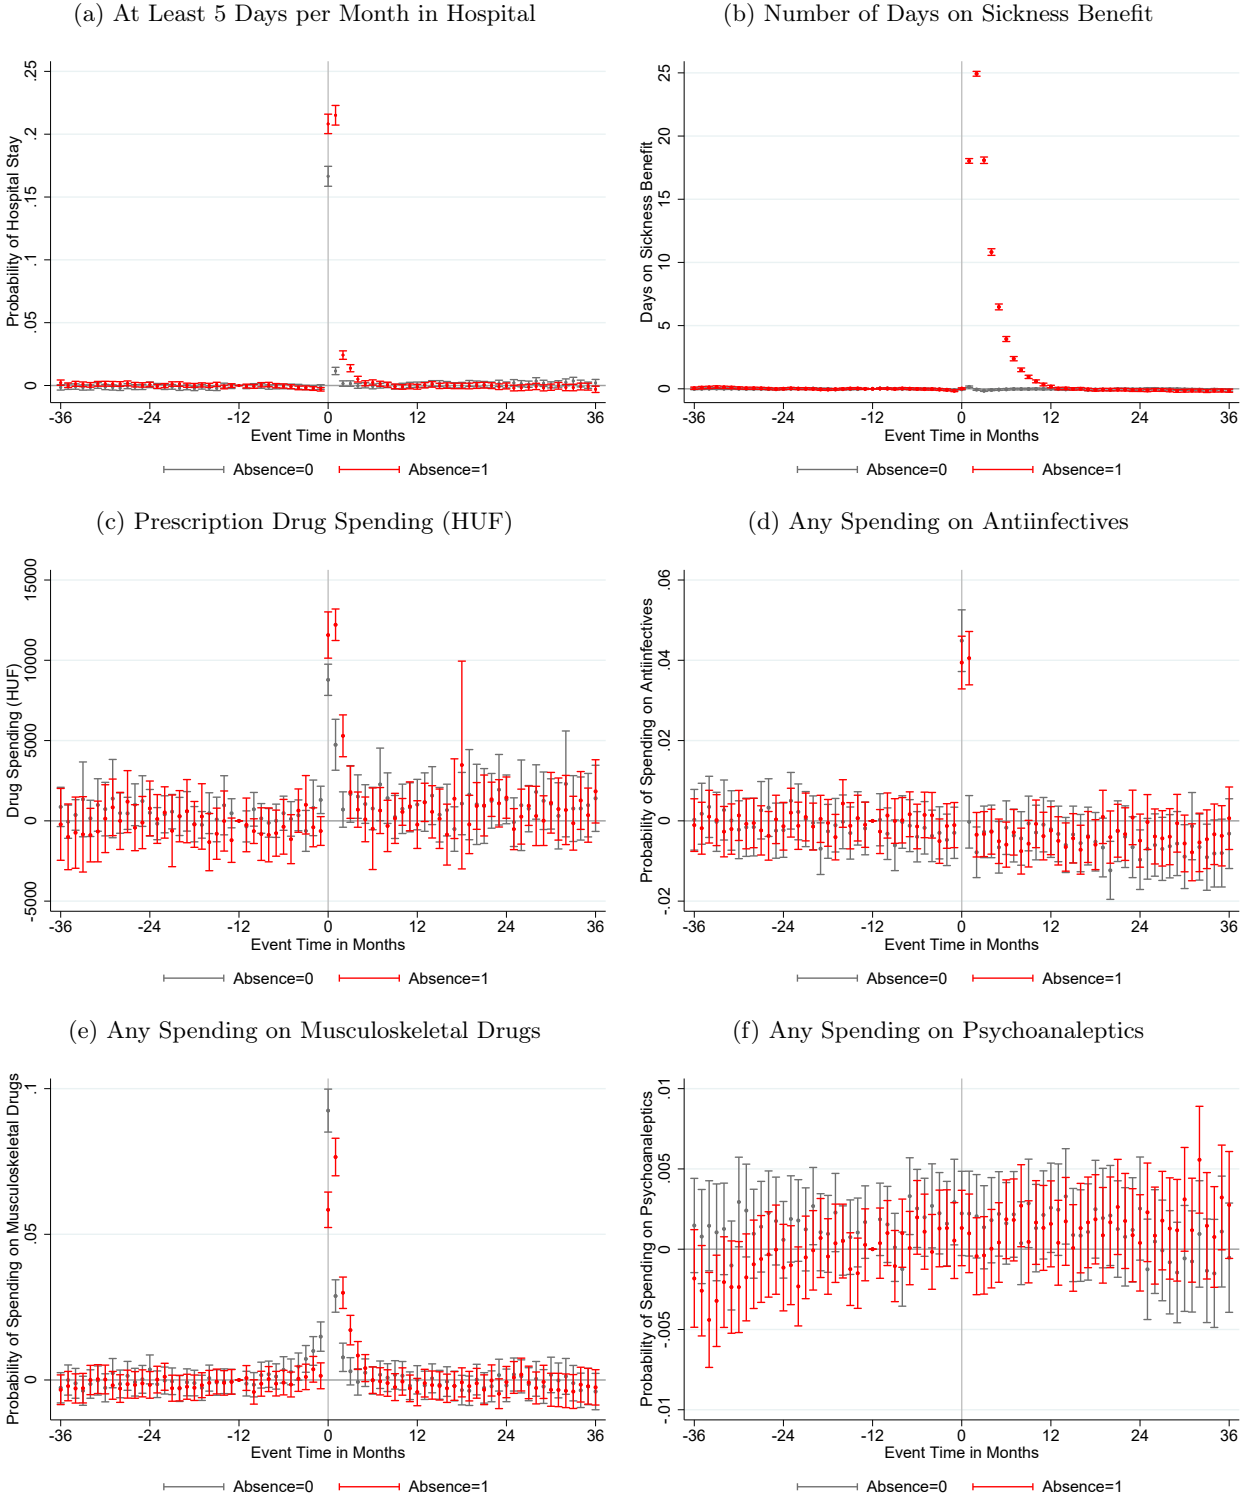 (a) At Least 5 Days per Month in Hospital
Probability of Hospital Stay
.25
.2
.15
.1
.05
0
-36 -24 -12 0 12 24 36
Event Time in Months
Absence=0 Absence=1
(b) Number of Days on Sickness Benefit
Days on Sickness Benefit
25
20
15
10
5
0
-36 -24 -12 0 12 24 36
Event Time in Months
Absence=0 Absence=1
(c) Prescription Drug Spending (HUF)
Drug Spending (HUF)
15000
10000
5000
0
-5000
-36 -24 -12 0 12 24 36
Event Time in Months
Absence=0 Absence=1
(d) Any Spending on Antiinfectives
Probability of Spending on Antiinfectives
.06
.04
.02
0
-.02
-36 -24 -12 0 12 24 36
Event Time in Months
Absence=0 Absence=1
(e) Any Spending on Musculoskeletal Drugs
Probability of Spending on Musculoskeletal Drugs
.1
.05
0
-36 -24 -12 0 12 24 36
Event Time in Months
Absence=0 Absence=1
(f) Any Spending on Psychoanaleptics
Probability of Spending on Psychoanaleptics
.01
.005
0
-.005
-.01
-36 -24 -12 0 12 24 36
Event Time in Months
Absence=0 Absence=1